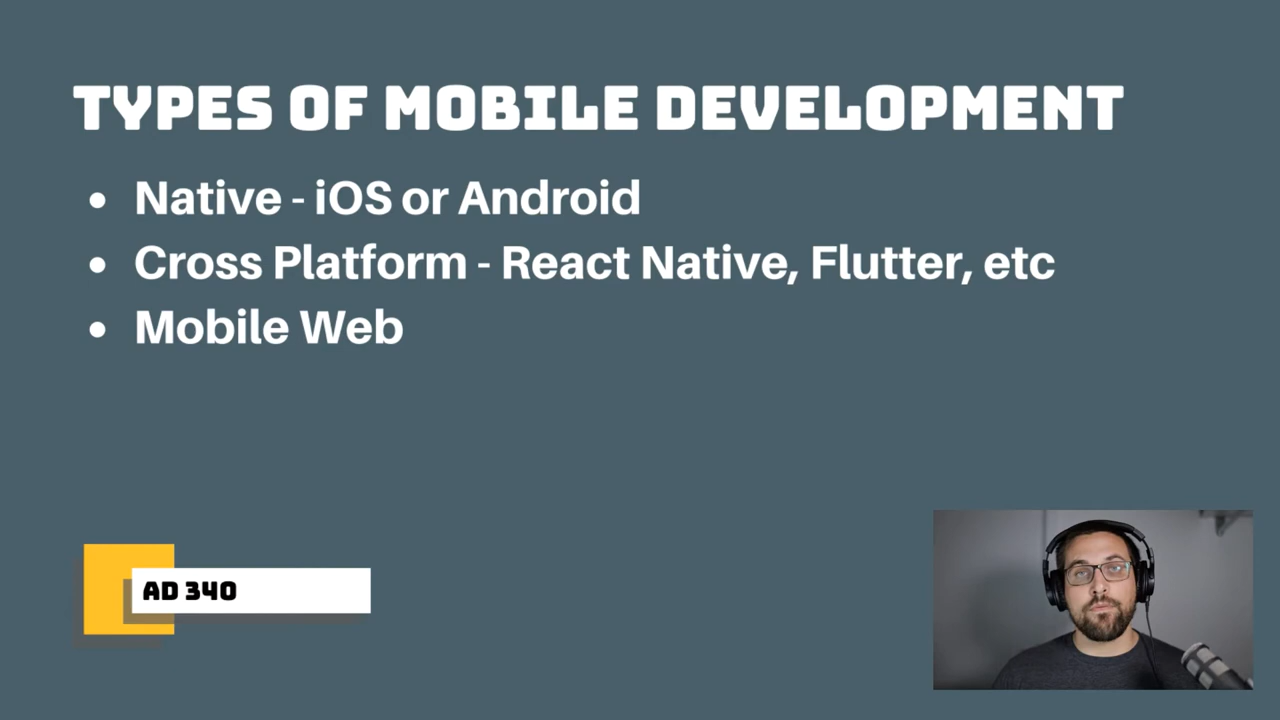 TYPES OF MOBILE DEVELOPMENT
• Native - iOS or Android
• Cross Platform - React Native, Flutter, etc
• Mobile Web
AD 340